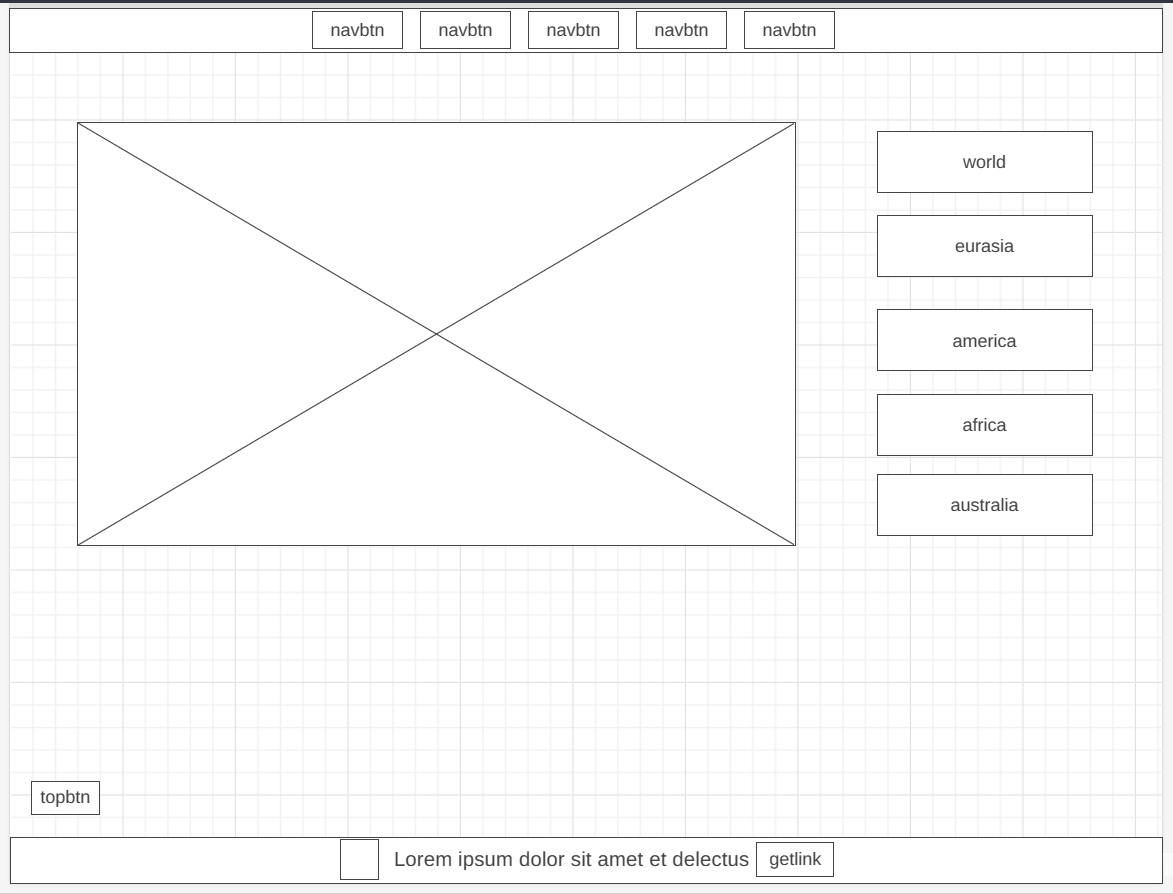 navbtn navbtn navbtn navbtn navbtn
world
eurasia
america
africa
australia
topbtn
Lorem ipsum dolor sit amet et delectus getlink